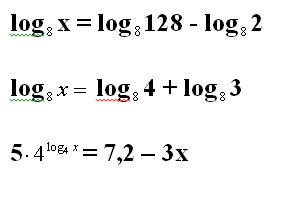 log₈ x = log₈ 128 - log₈ 2
log₈ x = log₈ 4 + log₈ 3
5· 4^(log₄ x) = 7,2 – 3x